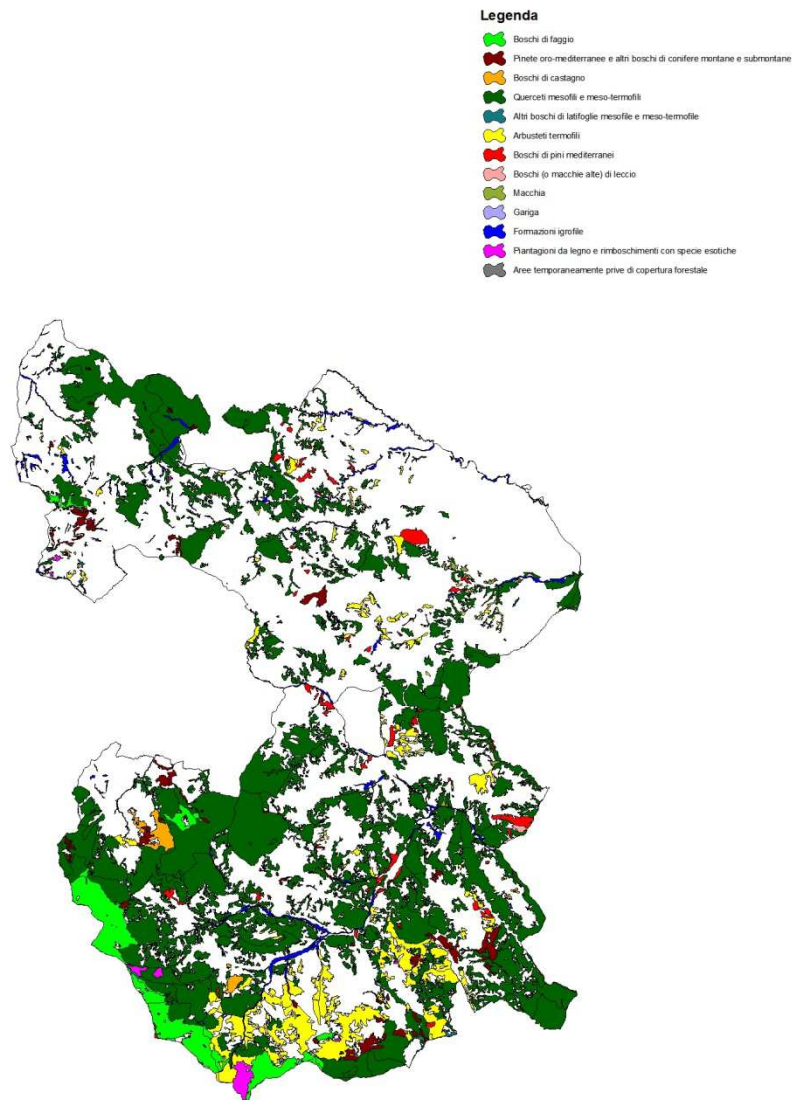 Legenda
Boschi di faggio
Pinete oro-mediterranee e altri boschi di conifere montane e submontane
Boschi di castagno
Querceti mesofili e meso-termofili
Altri boschi di latifoglie mesofile e meso-termofile
Arbusteti termofili
Boschi di pini mediterranei
Boschi (o macchie alte) di leccio
Macchia
Gariga
Formazioni igrofile
Piantagioni da legno e rimboschimenti con specie esotiche
Aree temporaneamente prive di copertura forestale